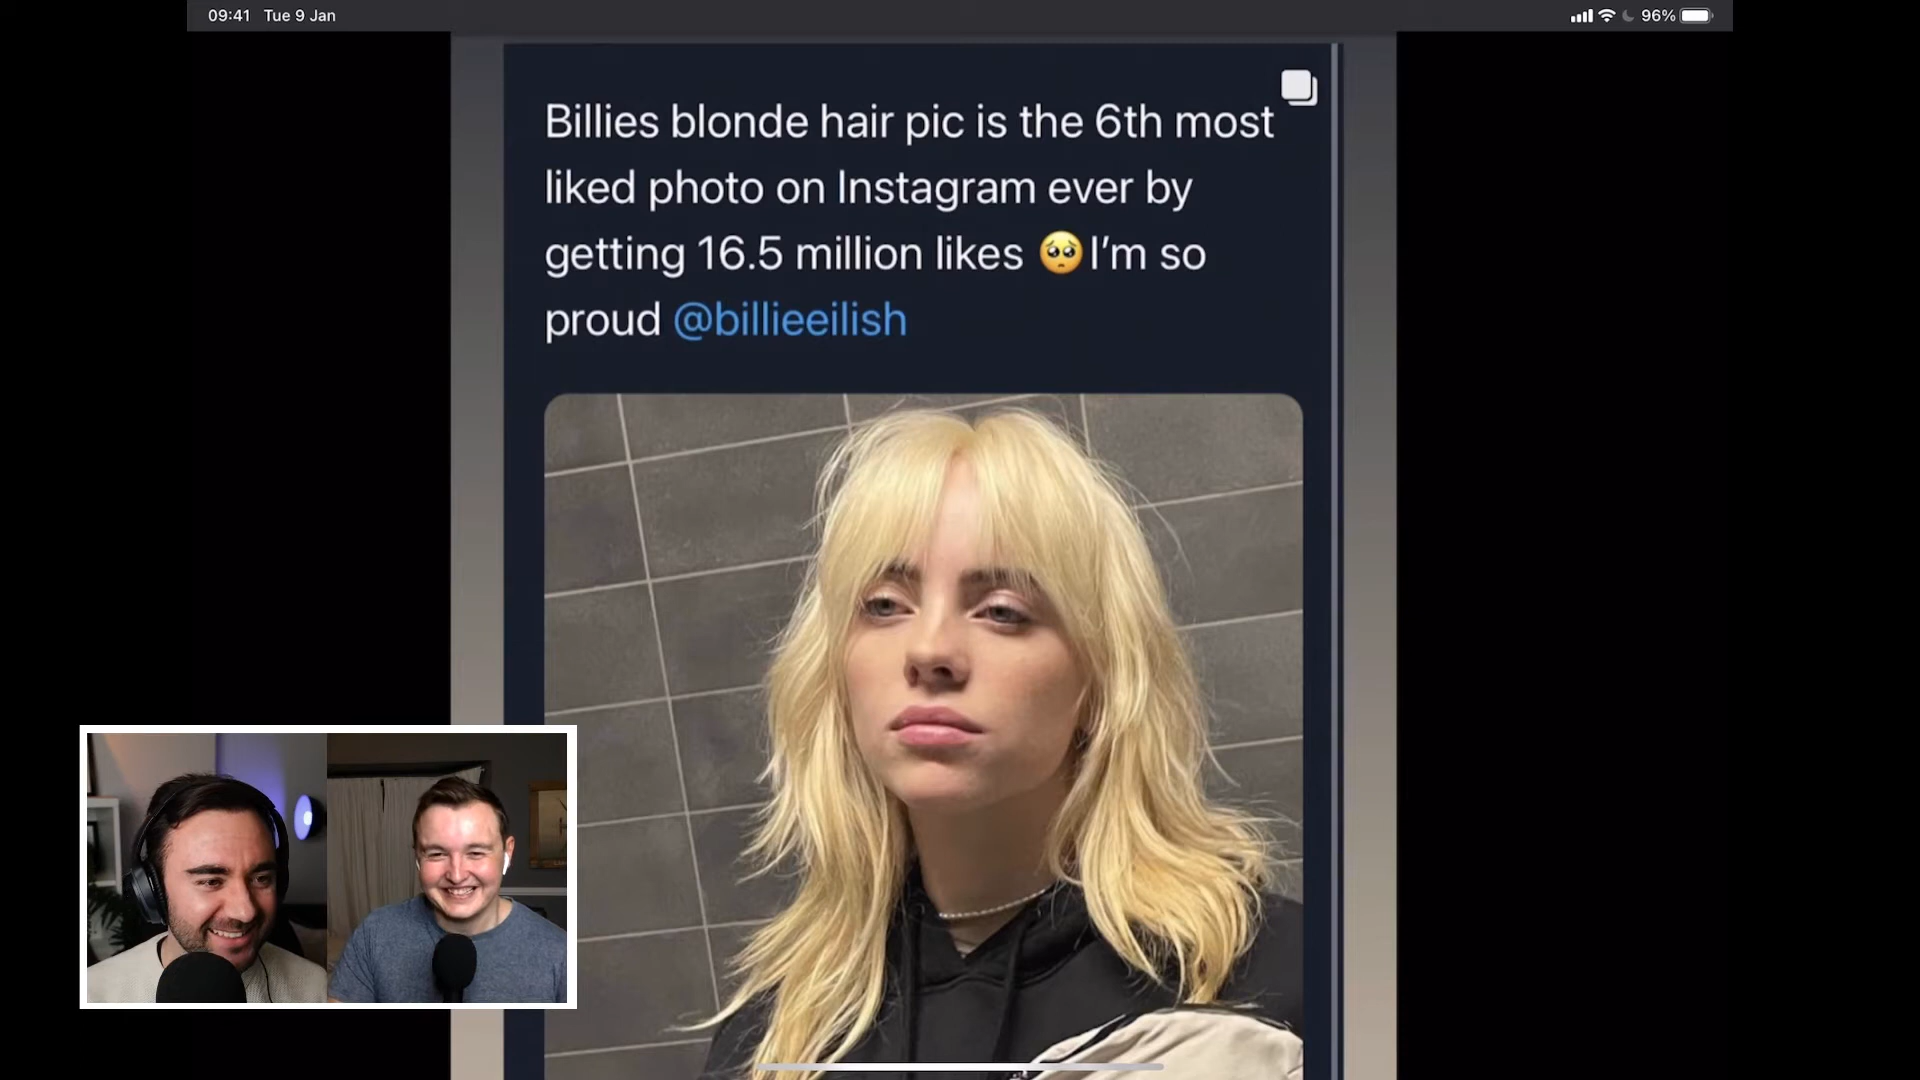 09:41 Tue 9 Jan
96%
Billies blonde hair pic is the 6th most
liked photo on Instagram ever by
getting 16.5 million likes 🥺I’m so
proud @billieeilish